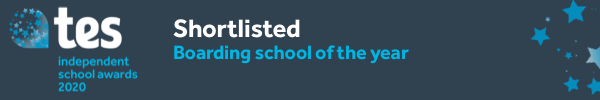 tes
independent
school awards
2020
Shortlisted
Boarding school of the year